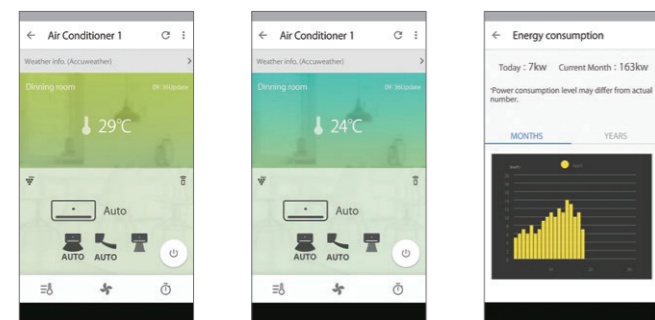 Air Conditioner 1
Weather info. (Accuweather)
Dinning room
09:36Update
29°C
Auto
AUTO AUTO
Air Conditioner 1
Weather info. (Accuweather)
Dinning room
09:36Update
24°C
Auto
AUTO AUTO
Energy consumption
Today : 7kw Current Month : 163kw
*Power consumption level may differ from actual
number.
MONTHS YEARS